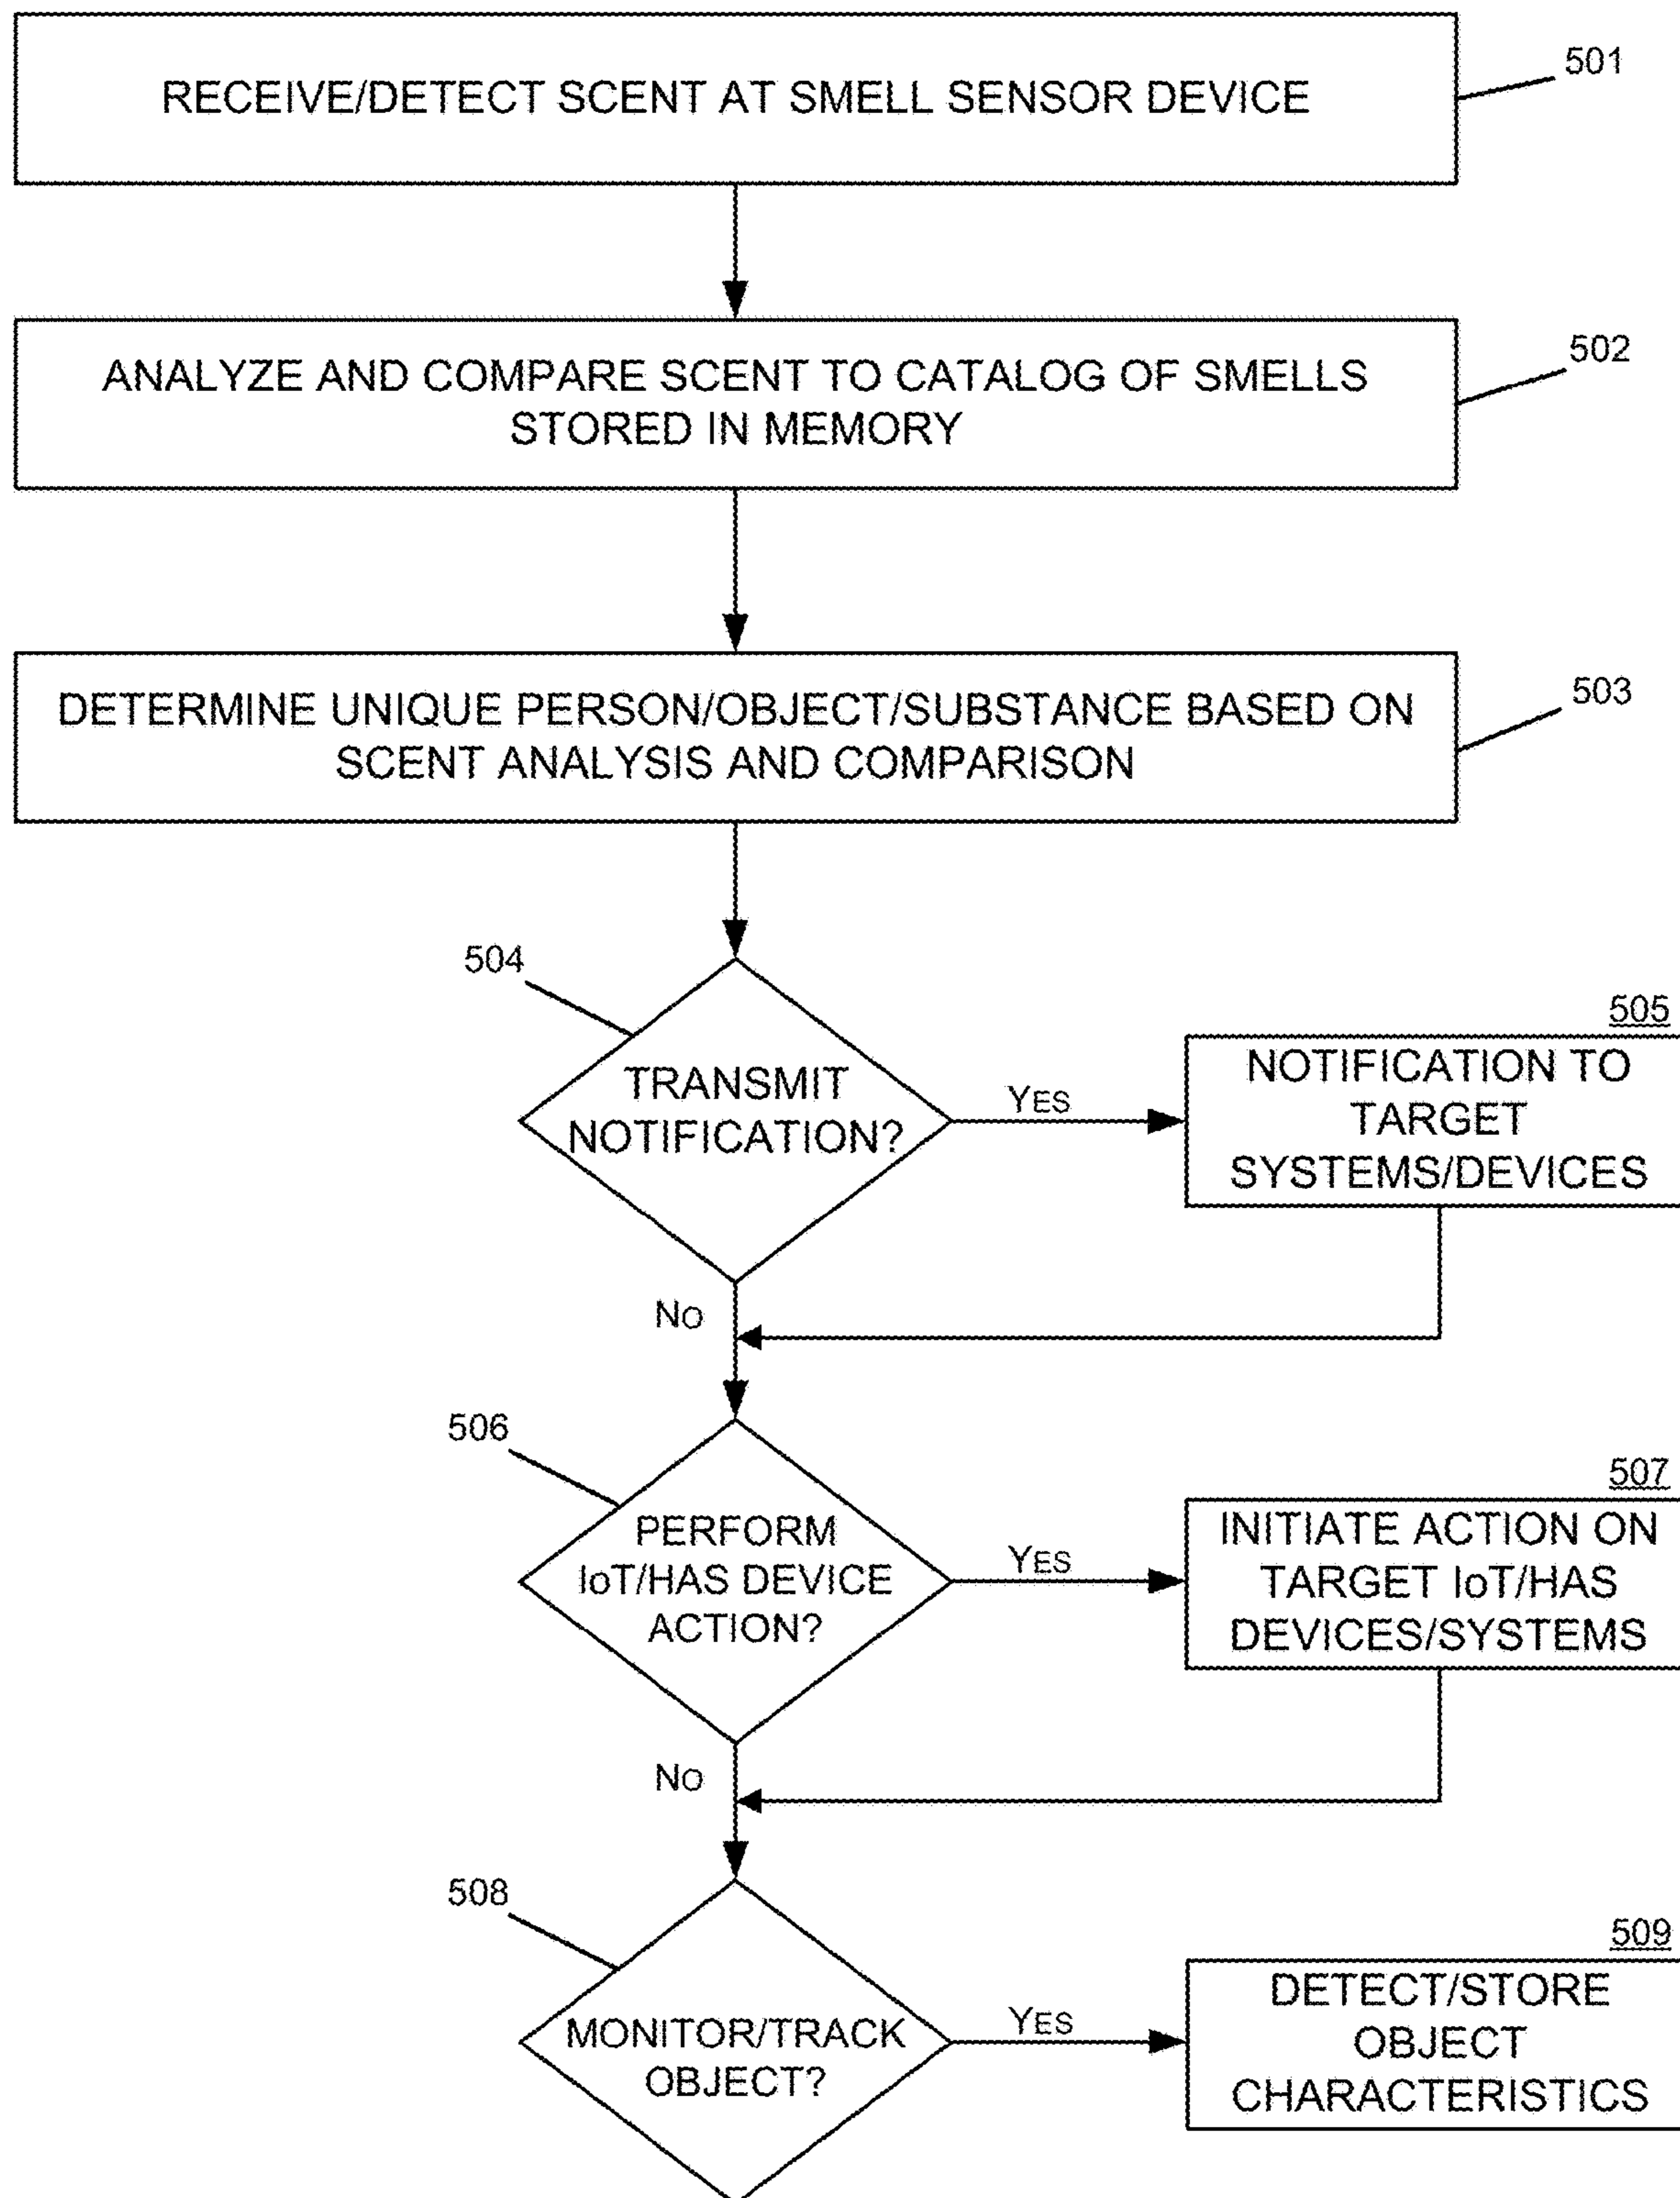 501
RECEIVE/DETECT SCENT AT SMELL SENSOR DEVICE
502
ANALYZE AND COMPARE SCENT TO CATALOG OF SMELLS
STORED IN MEMORY
503
DETERMINE UNIQUE PERSON/OBJECT/SUBSTANCE BASED ON
SCENT ANALYSIS AND COMPARISON
504
TRANSMIT
NOTIFICATION?
YES
505
NOTIFICATION TO
TARGET
SYSTEMS/DEVICES
NO
506
PERFORM
IoT/HAS DEVICE
ACTION?
YES
507
INITIATE ACTION ON
TARGET IoT/HAS
DEVICES/SYSTEMS
NO
508
MONITOR/TRACK
OBJECT?
YES
509
DETECT/STORE
OBJECT
CHARACTERISTICS